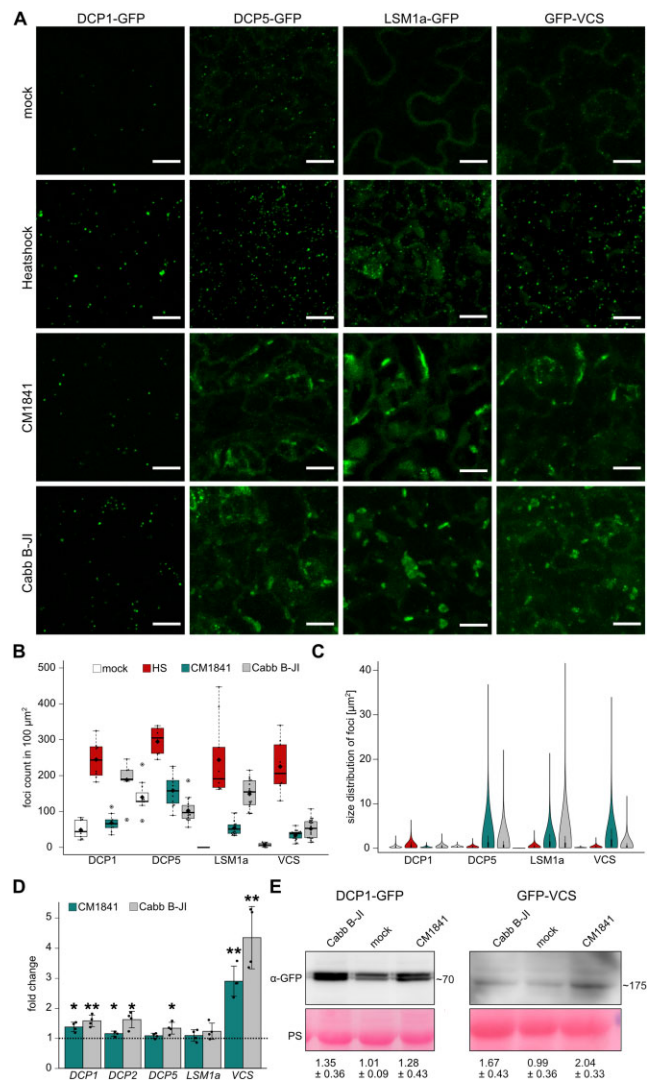 A
DCP1-GFP DCP5-GFP LSM1a-GFP GFP-VCS
mock
Heatshock
CM1841
Cabb B-JI
B
foci count in 100 µm²
500
400
300
200
100
0
mock HS CM1841 Cabb B-JI
DCP1 DCP5 LSM1a VCS
C
size distribution of foci [µm²]
40
30
20
10
0
DCP1 DCP5 LSM1a VCS
D
fold change
5
4
3
2
1
0
CM1841
Cabb B-JI
* ** * * * ** **
DCP1 DCP2 DCP5 LSM1a VCS
E
DCP1-GFP GFP-VCS
Cabb B-JI mock CM1841 Cabb B-JI mock CM1841
α-GFP ~70 ~175
PS
1.35 1.01 1.28 1.67 0.99 2.04
± 0.36 ± 0.09 ± 0.43 ± 0.43 ± 0.36 ± 0.33